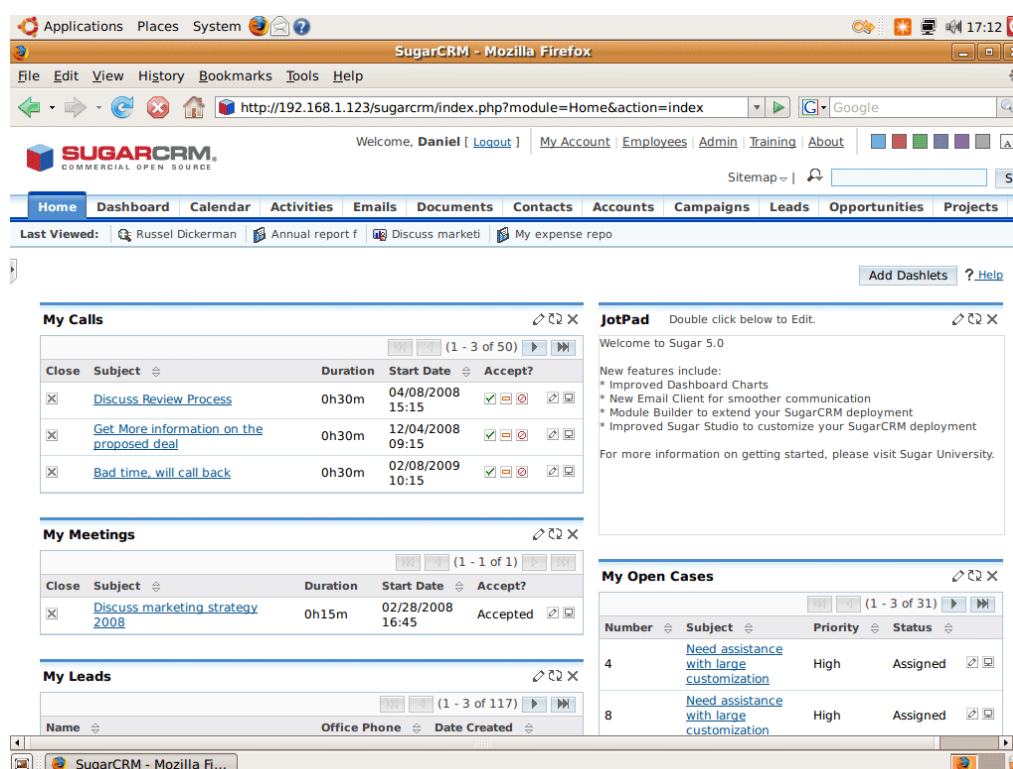 Applications Places System 17:12
SugarCRM - Mozilla Firefox
File Edit View History Bookmarks Tools Help
http://192.168.1.123/sugarcrm/index.php?module=Home&action=index Google
Welcome, Daniel [ Logout ] My Account | Employees | Admin | Training | About
SUGARCRM.
COMMERCIAL OPEN SOURCE
Sitemap | S
Home Dashboard Calendar Activities Emails Documents Contacts Accounts Campaigns Leads Opportunities Projects
Last Viewed: Russel Dickerman Annual report f Discuss marketi My expense repo
Add Dashlets ? Help
My Calls
(1 - 3 of 50)
Close Subject Duration Start Date Accept?
Discuss Review Process 0h30m 04/08/2008
15:15
Get More information on the
proposed deal 0h30m 12/04/2008
09:15
Bad time, will call back 0h30m 02/08/2009
10:15
My Meetings
(1 - 1 of 1)
Close Subject Duration Start Date Accept?
Discuss marketing strategy
2008 0h15m 02/28/2008
16:45 Accepted
My Leads
(1 - 3 of 117)
Name Office Phone Date Created
JotPad Double click below to Edit.
Welcome to Sugar 5.0
New features include:
* Improved Dashboard Charts
* New Email Client for smoother communication
* Module Builder to extend your SugarCRM deployment
* Improved Sugar Studio to customize your SugarCRM deployment
For more information on getting started, please visit Sugar University.
My Open Cases
(1 - 3 of 31)
Number Subject Priority Status
4 Need assistance
with large
customization High Assigned
8 Need assistance
with large
customization High Assigned
SugarCRM - Mozilla Fi...